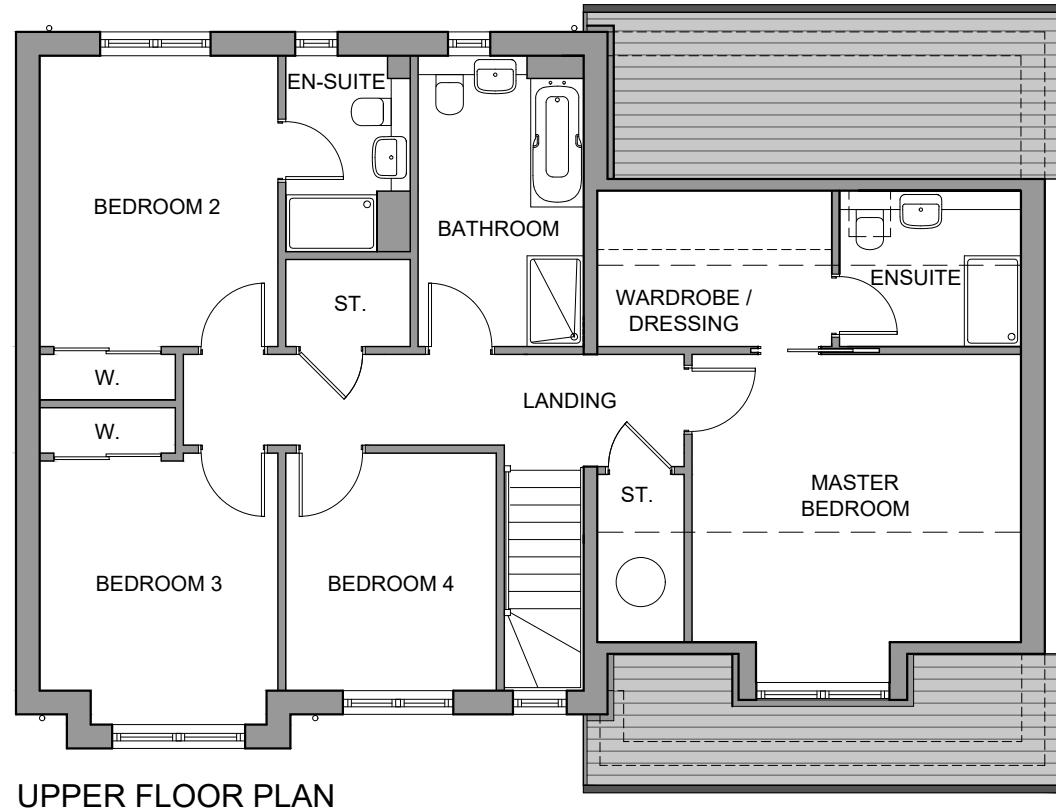 EN-SUITE
BEDROOM 2
BATHROOM
ST.
WARDROBE /
DRESSING
ENSUITE
W.
W.
LANDING
MASTER
BEDROOM
ST.
BEDROOM 3
BEDROOM 4
UPPER FLOOR PLAN